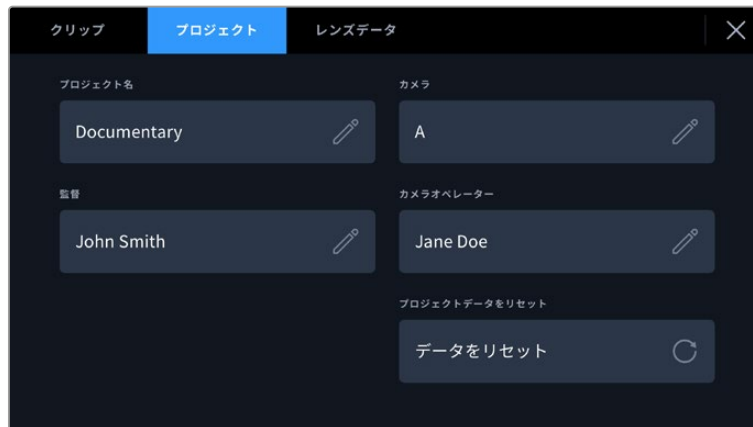 クリップ プロジェクト レンズデータ
プロジェクト名
Documentary
カメラ
A
監督
John Smith
カメラオペレーター
Jane Doe
プロジェクトデータをリセット
データをリセット